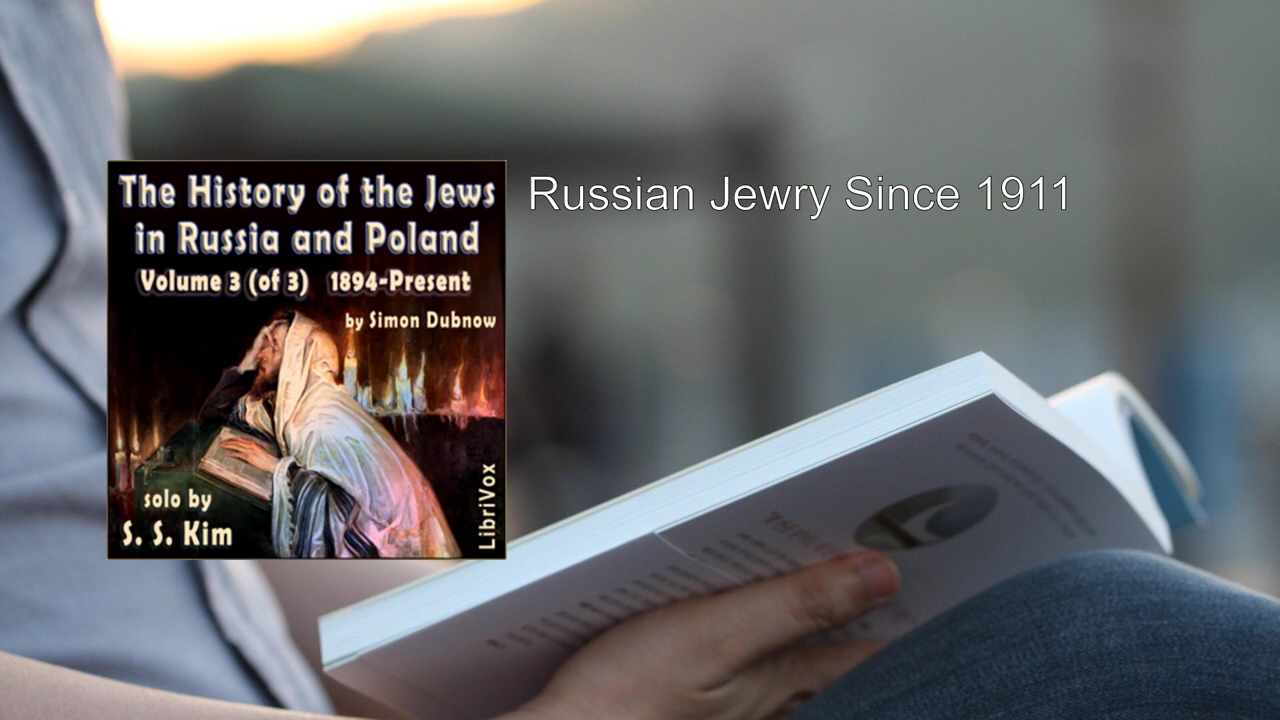 The History of the Jews
in Russia and Poland
Volume 3 (of 3) 1894-Present
by Simon Dubnow
solo by
S. S. Kim
LibriVox
Russian Jewry Since 1911